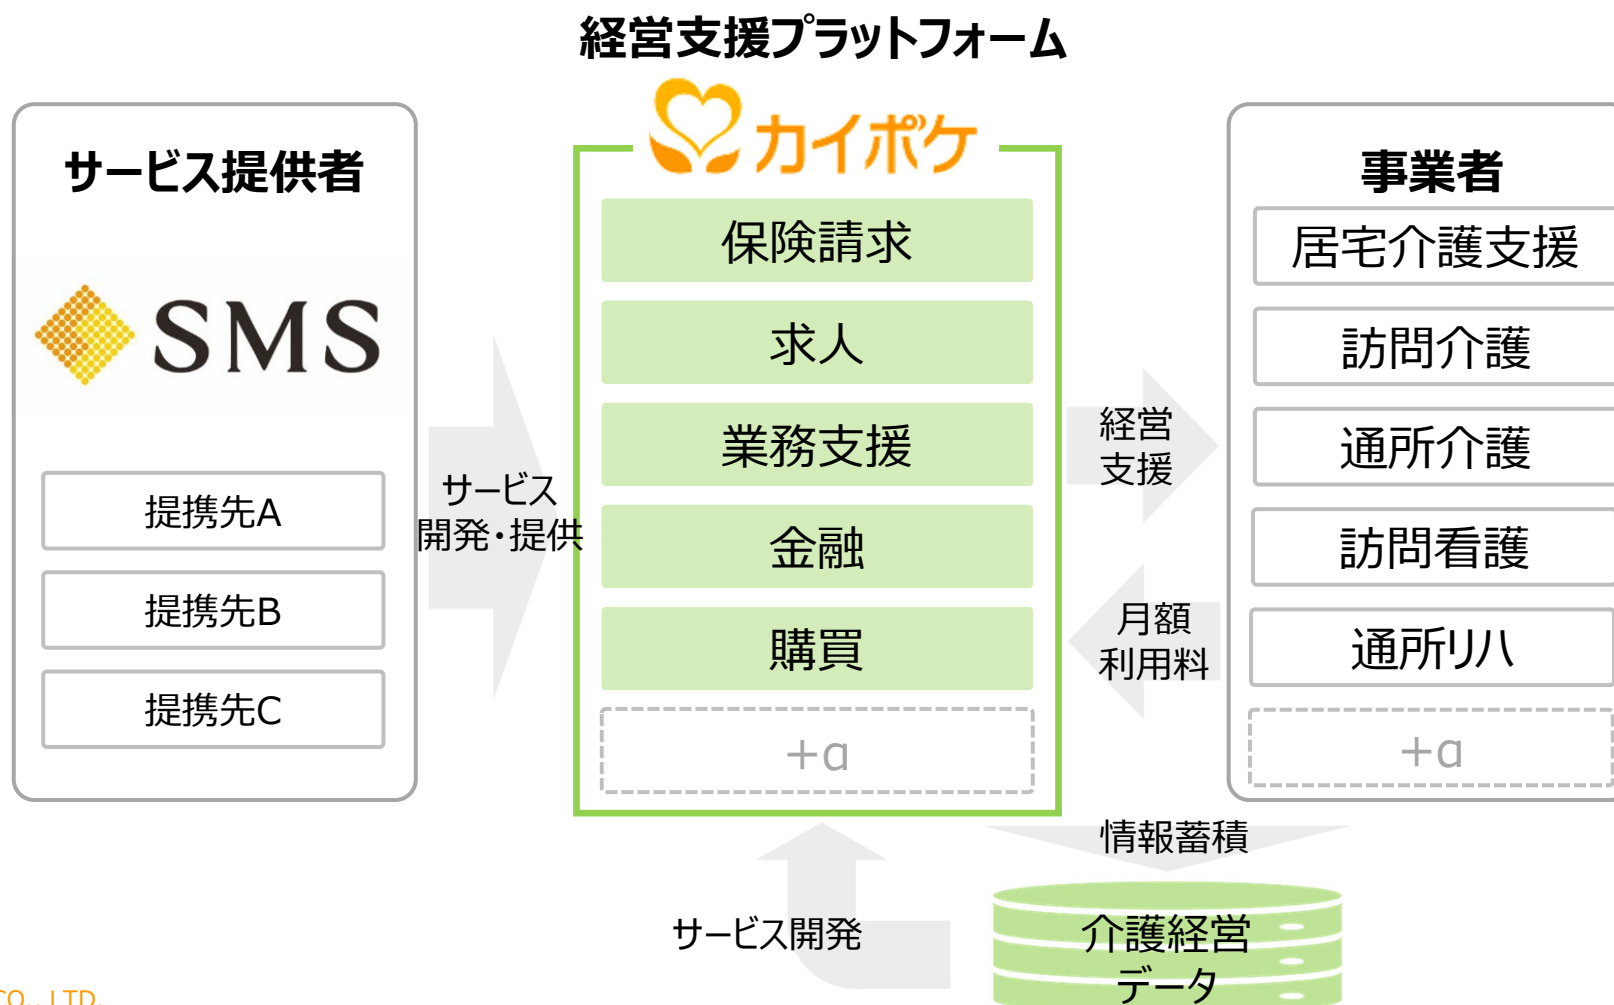 経営支援プラットフォーム
サービス提供者
SMS
提携先A
提携先B
提携先C
サービス
開発・提供
カイポケ
保険請求
求人
業務支援
金融
購買
+α
経営
支援
月額
利用料
事業者
居宅介護支援
訪問介護
通所介護
訪問看護
通所リハ
+α
情報蓄積
サービス開発
介護経営
データ
CO., LTD.